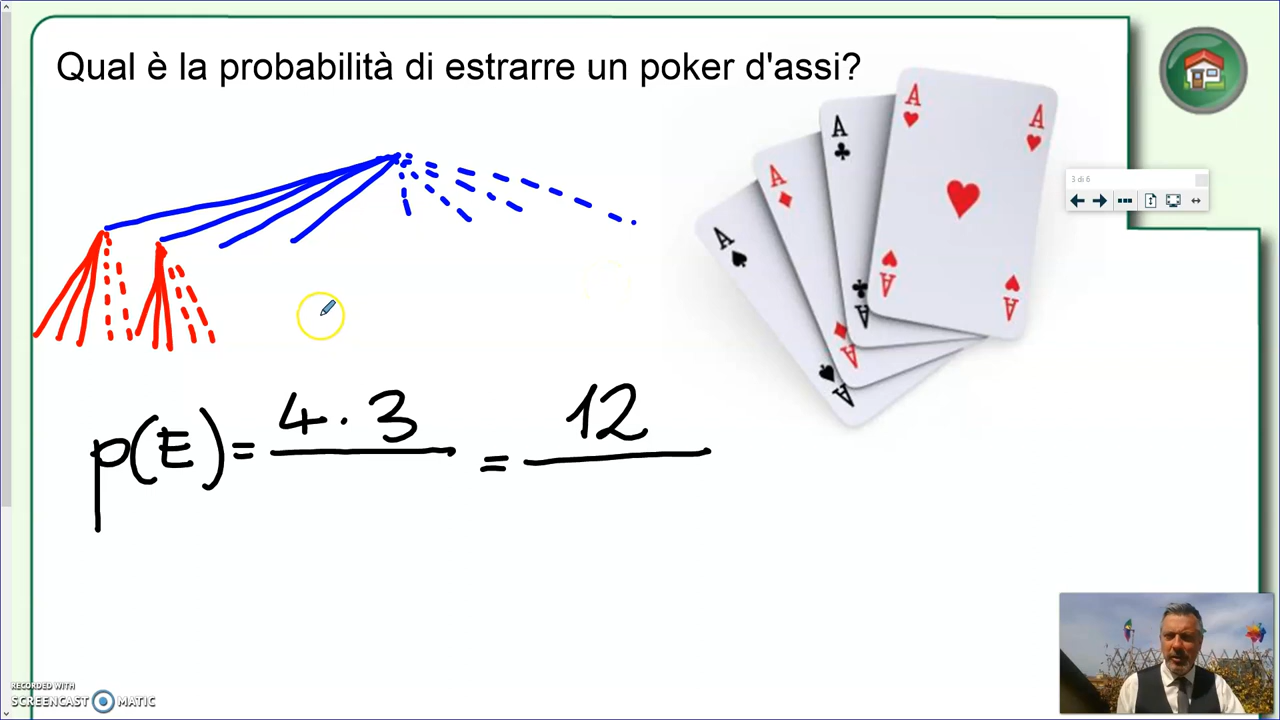 Qual è la probabilità di estrarre un poker d'assi?
A
A
A
A
A
A
A
A
A
A
3 di 6
p(E) = 4·3 = 12
RECORDED WITH
SCREENCAST MATIC